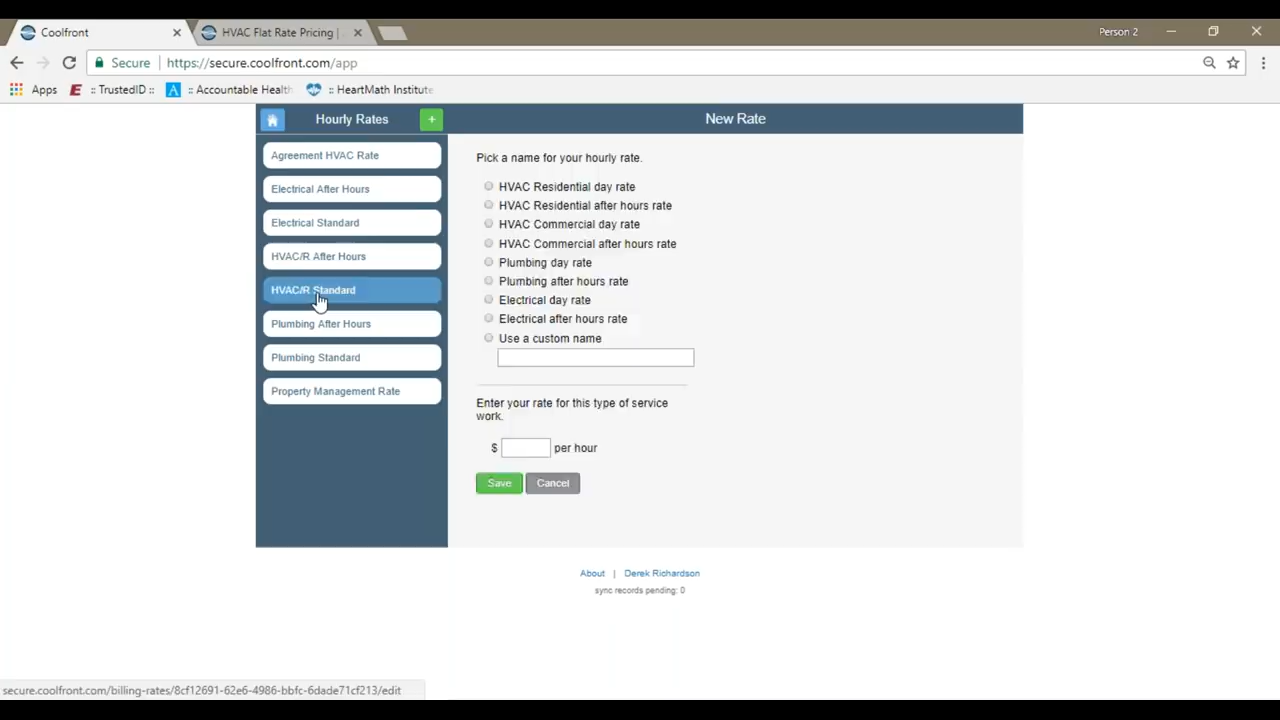 Coolfront
HVAC Flat Rate Pricing |
Person 2
Secure
https://secure.coolfront.com/app
Apps
:: TrustedID ::
:: Accountable Health
:: HeartMath Institute
Hourly Rates
+
New Rate
Agreement HVAC Rate
Electrical After Hours
Electrical Standard
HVAC/R After Hours
HVAC/R Standard
Plumbing After Hours
Plumbing Standard
Property Management Rate
Pick a name for your hourly rate.
HVAC Residential day rate
HVAC Residential after hours rate
HVAC Commercial day rate
HVAC Commercial after hours rate
Plumbing day rate
Plumbing after hours rate
Electrical day rate
Electrical after hours rate
Use a custom name
Enter your rate for this type of service
work.
$ per hour
Save
Cancel
About | Derek Richardson
sync records pending: 0
secure.coolfront.com/billing-rates/8cf12691-62e6-4986-bbfc-6dade71cf213/edit